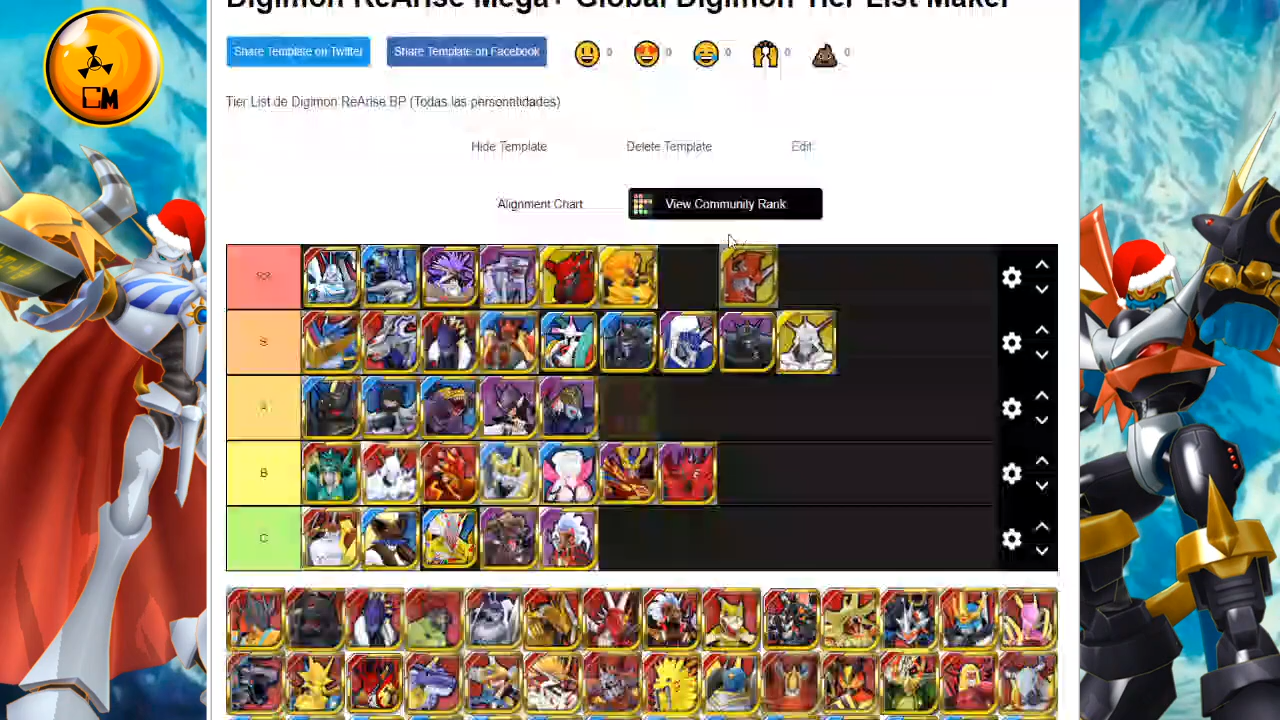 Digimon ReArise Mega+ Global Digimon Tier List Maker
Share Template on Twitter
Share Template on Facebook
0 0 0 0 0
CM
Tier List de Digimon ReArise BP (Todas las personalidades)
Hide Template Delete Template Edit
Alignment Chart
View Community Rank
S
A
B
C